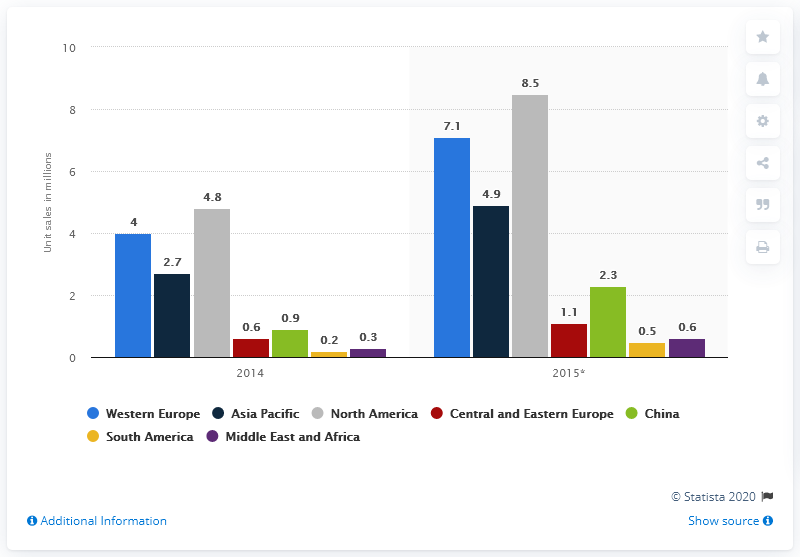 10
8
6
4
2
0
Unit sales in millions
4
2.7
4.8
0.6
0.9
0.2
0.3
7.1
4.9
8.5
1.1
2.3
0.5
0.6
2014
2015*
Western Europe
Asia Pacific
North America
Central and Eastern Europe
China
South America
Middle East and Africa
© Statista 2020
Additional Information
Show source